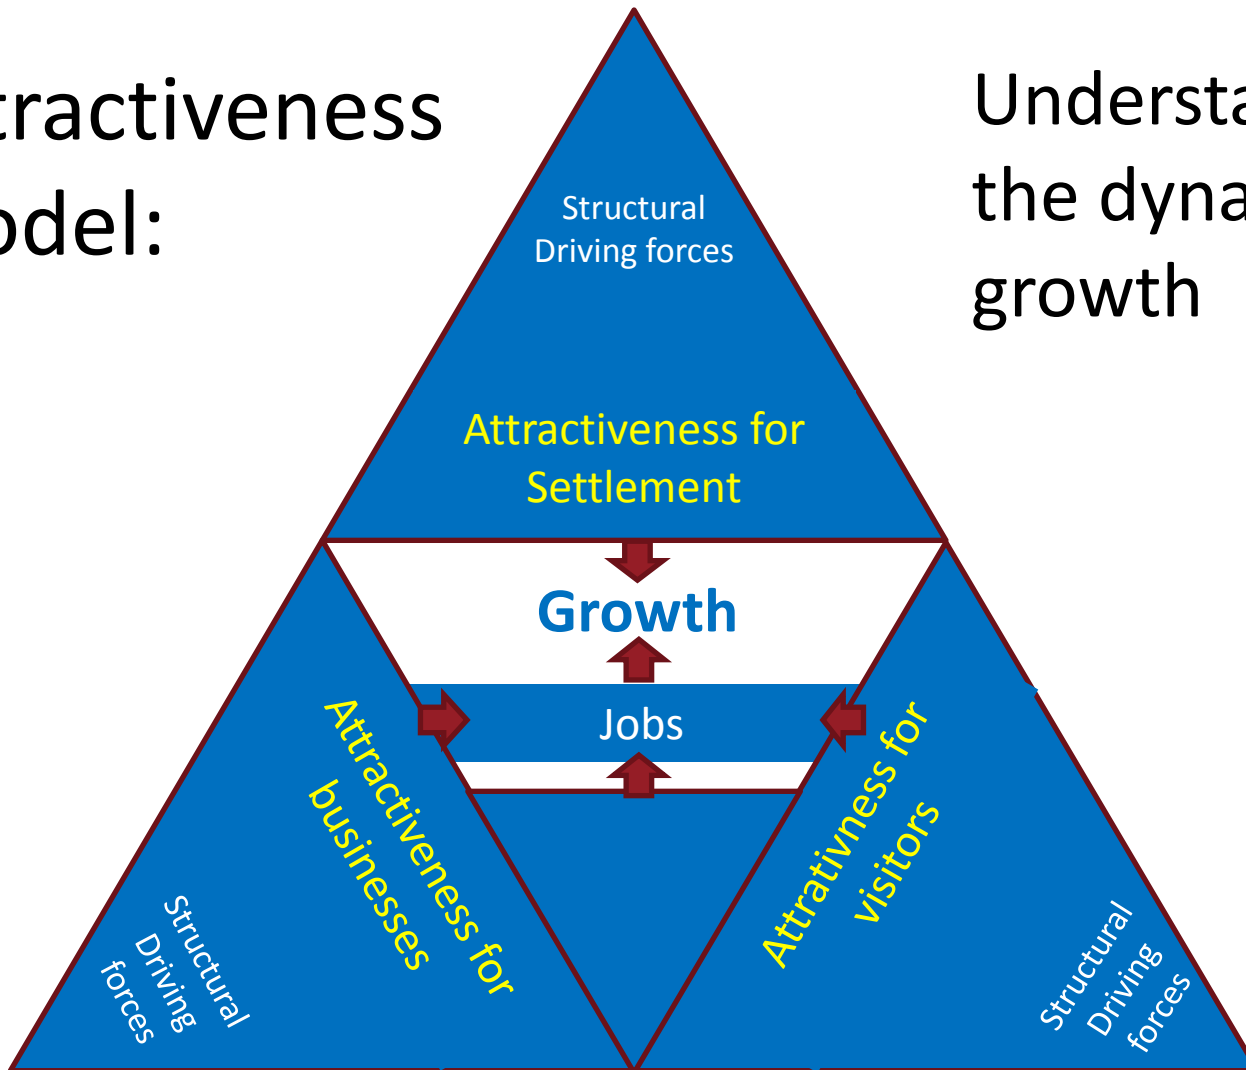 tractiveness
odel:
Understa
the dyna
growth
Structural
Driving forces
Attractiveness for
Settlement
Growth
Jobs
Attractiveness for
businesses
Attrativness for
visitors
Structural
Driving
forces
Structural
Driving
forces